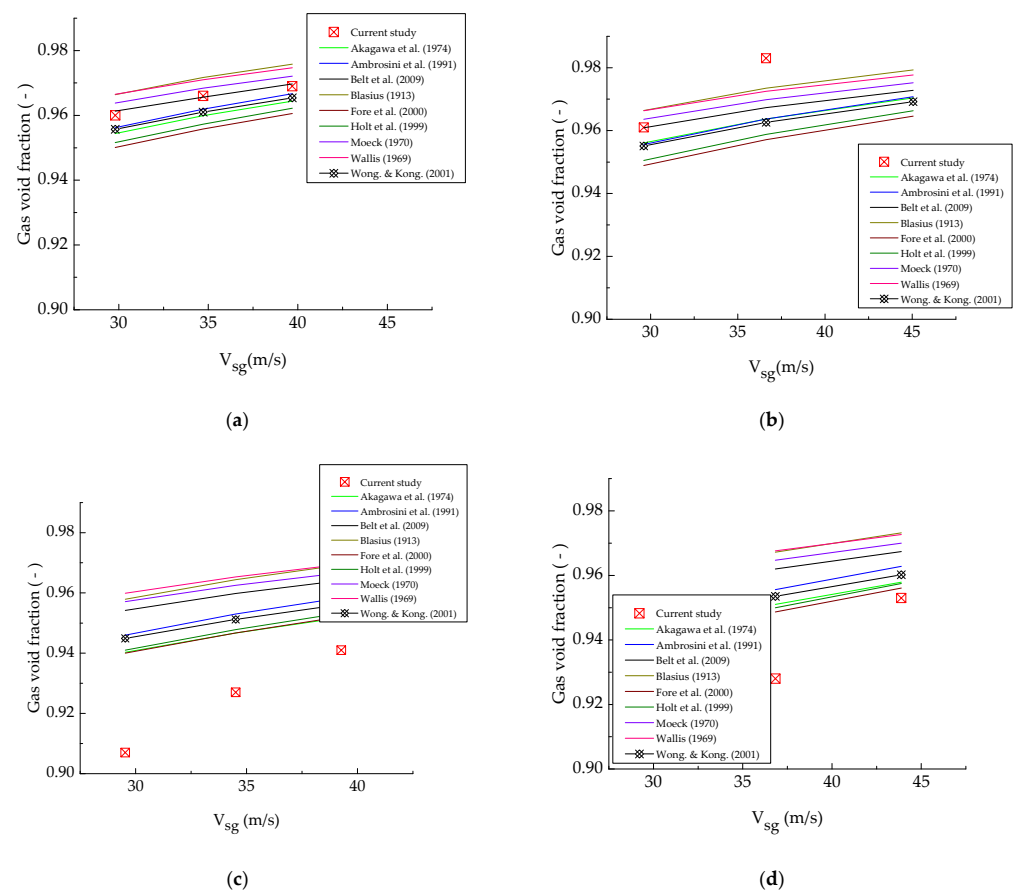 0.98
0.96
0.94
0.92
0.90
30
35
40
45
Gas void fraction ( - )
Vsg(m/s)
Current study
Akagawa et al. (1974)
Ambrosini et al. (1991)
Belt et al. (2009)
Blasius (1913)
Fore et al. (2000)
Holt et al. (1999)
Moeck (1970)
Wallis (1969)
Wong. & Kong. (2001)
(a)
0.98
0.96
0.94
0.92
0.90
30
35
40
45
Gas void fraction ( - )
Vsg(m/s)
Current study
Akagawa et al. (1974)
Ambrosini et al. (1991)
Belt et al. (2009)
Blasius (1913)
Fore et al. (2000)
Holt et al. (1999)
Moeck (1970)
Wallis (1969)
Wong. & Kong. (2001)
(b)
0.98
0.96
0.94
0.92
0.90
30
35
40
Gas void fraction ( - )
Vsg (m/s)
Current study
Akagawa et al. (1974)
Ambrosini et al. (1991)
Belt et al. (2009)
Blasius (1913)
Fore et al. (2000)
Holt et al. (1999)
Moeck (1970)
Wallis (1969)
Wong. & Kong. (2001)
(c)
0.98
0.96
0.94
0.92
0.90
30
35
40
45
Gas void fraction ( - )
Vsg (m/s)
Current study
Akagawa et al. (1974)
Ambrosini et al. (1991)
Belt et al. (2009)
Blasius (1913)
Fore et al. (2000)
Holt et al. (1999)
Moeck (1970)
Wallis (1969)
Wong. & Kong. (2001)
(d)